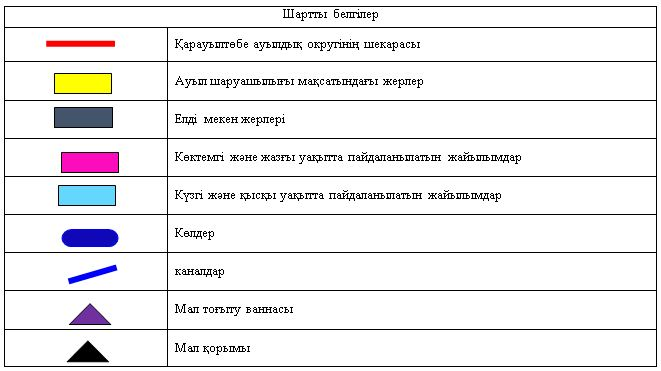 Шартты белгілер
Қарауылтөбе ауылдық округінің шекарасы
Ауыл шаруашылығы мақсатындағы жерлер
Елді мекен жерлері
Көктемгі және жазғы уақытта пайдаланылатын жайылымдар
Күзгі және қысқы уақытта пайдаланылатын жайылымдар
Көлдер
каналдар
Мал тоғыту ваннасы
Мал қорымы